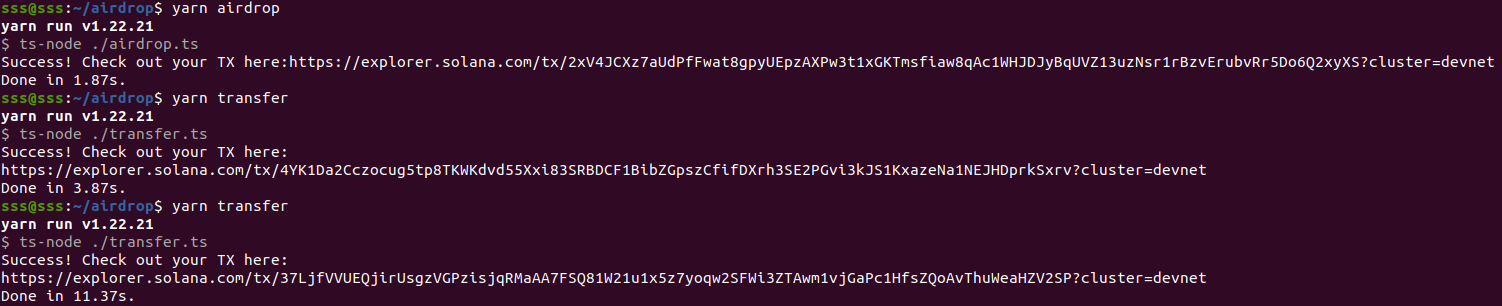 sss@sss:~/airdrop$ yarn airdrop
yarn run v1.22.21
$ ts-node ./airdrop.ts
Success! Check out your TX here:https://explorer.solana.com/tx/2xV4JCXz7aUdPfFwat8gpyUEpzAXPw3t1xGKTmsfiaw8qAc1WHJDJyBqUVZ13uzNsr1rBzvErubvRr5Do6Q2xyXS?cluster=devnet
Done in 1.87s.
sss@sss:~/airdrop$ yarn transfer
yarn run v1.22.21
$ ts-node ./transfer.ts
Success! Check out your TX here:
https://explorer.solana.com/tx/4YK1Da2Cczocug5tp8TKWKdvd55Xxi83SRBDCF1BibZGpszCfifDXrh3SE2PGvi3kJS1KxazeNa1NEJHDprkSxrv?cluster=devnet
Done in 3.87s.
sss@sss:~/airdrop$ yarn transfer
yarn run v1.22.21
$ ts-node ./transfer.ts
Success! Check out your TX here:
https://explorer.solana.com/tx/37LjfVVUEQjirUsgzVGPzisjqRMaAA7FSQ81W21u1x5z7yoqw2SFWi3ZTAwm1vjGaPc1HfsZQoAvThuWeaHZV2SP?cluster=devnet
Done in 11.37s.